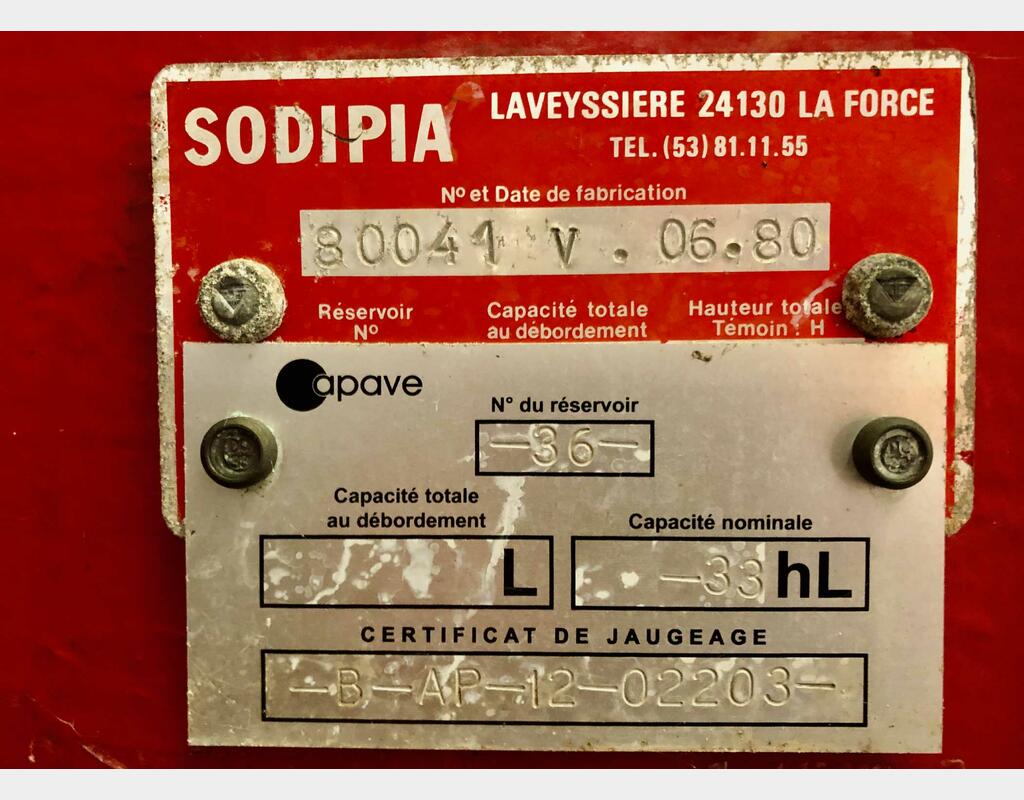 SODIPIA
LAVEYSSIERE 24130 LA FORCE
TEL. (53) 81.11.55
Nº et Date de fabrication
80041 V . 06.80
Réservoir Nº
Capacité totale au débordement
Hauteur totale Témoin : H
apave
N° du réservoir
-36-
Capacité totale
au débordement
L
Capacité nominale
-33 hL
CERTIFICAT DE JAUGEAGE
-B-AP-12-02203-